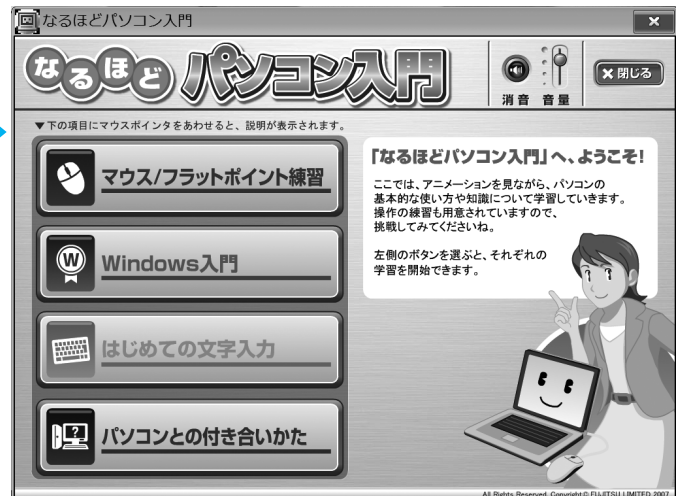 なるほどパソコン入門
なるほどパソコン入門
消音 音量
×閉じる
▼下の項目にマウスポインタをあわせると、説明が表示されます。
マウス/フラットポイント練習
Windows入門
はじめての文字入力
パソコンとの付き合いかた
「なるほどパソコン入門」へ、ようこそ!
ここでは、アニメーションを見ながら、パソコンの
基本的な使い方や知識について学習していきます。
操作の練習も用意されていますので、
挑戦してみてくださいね。
左側のボタンを選ぶと、それぞれの
学習を開始できます。
All Rights Reserved, Copyright © FUJITSU LIMITED 2007